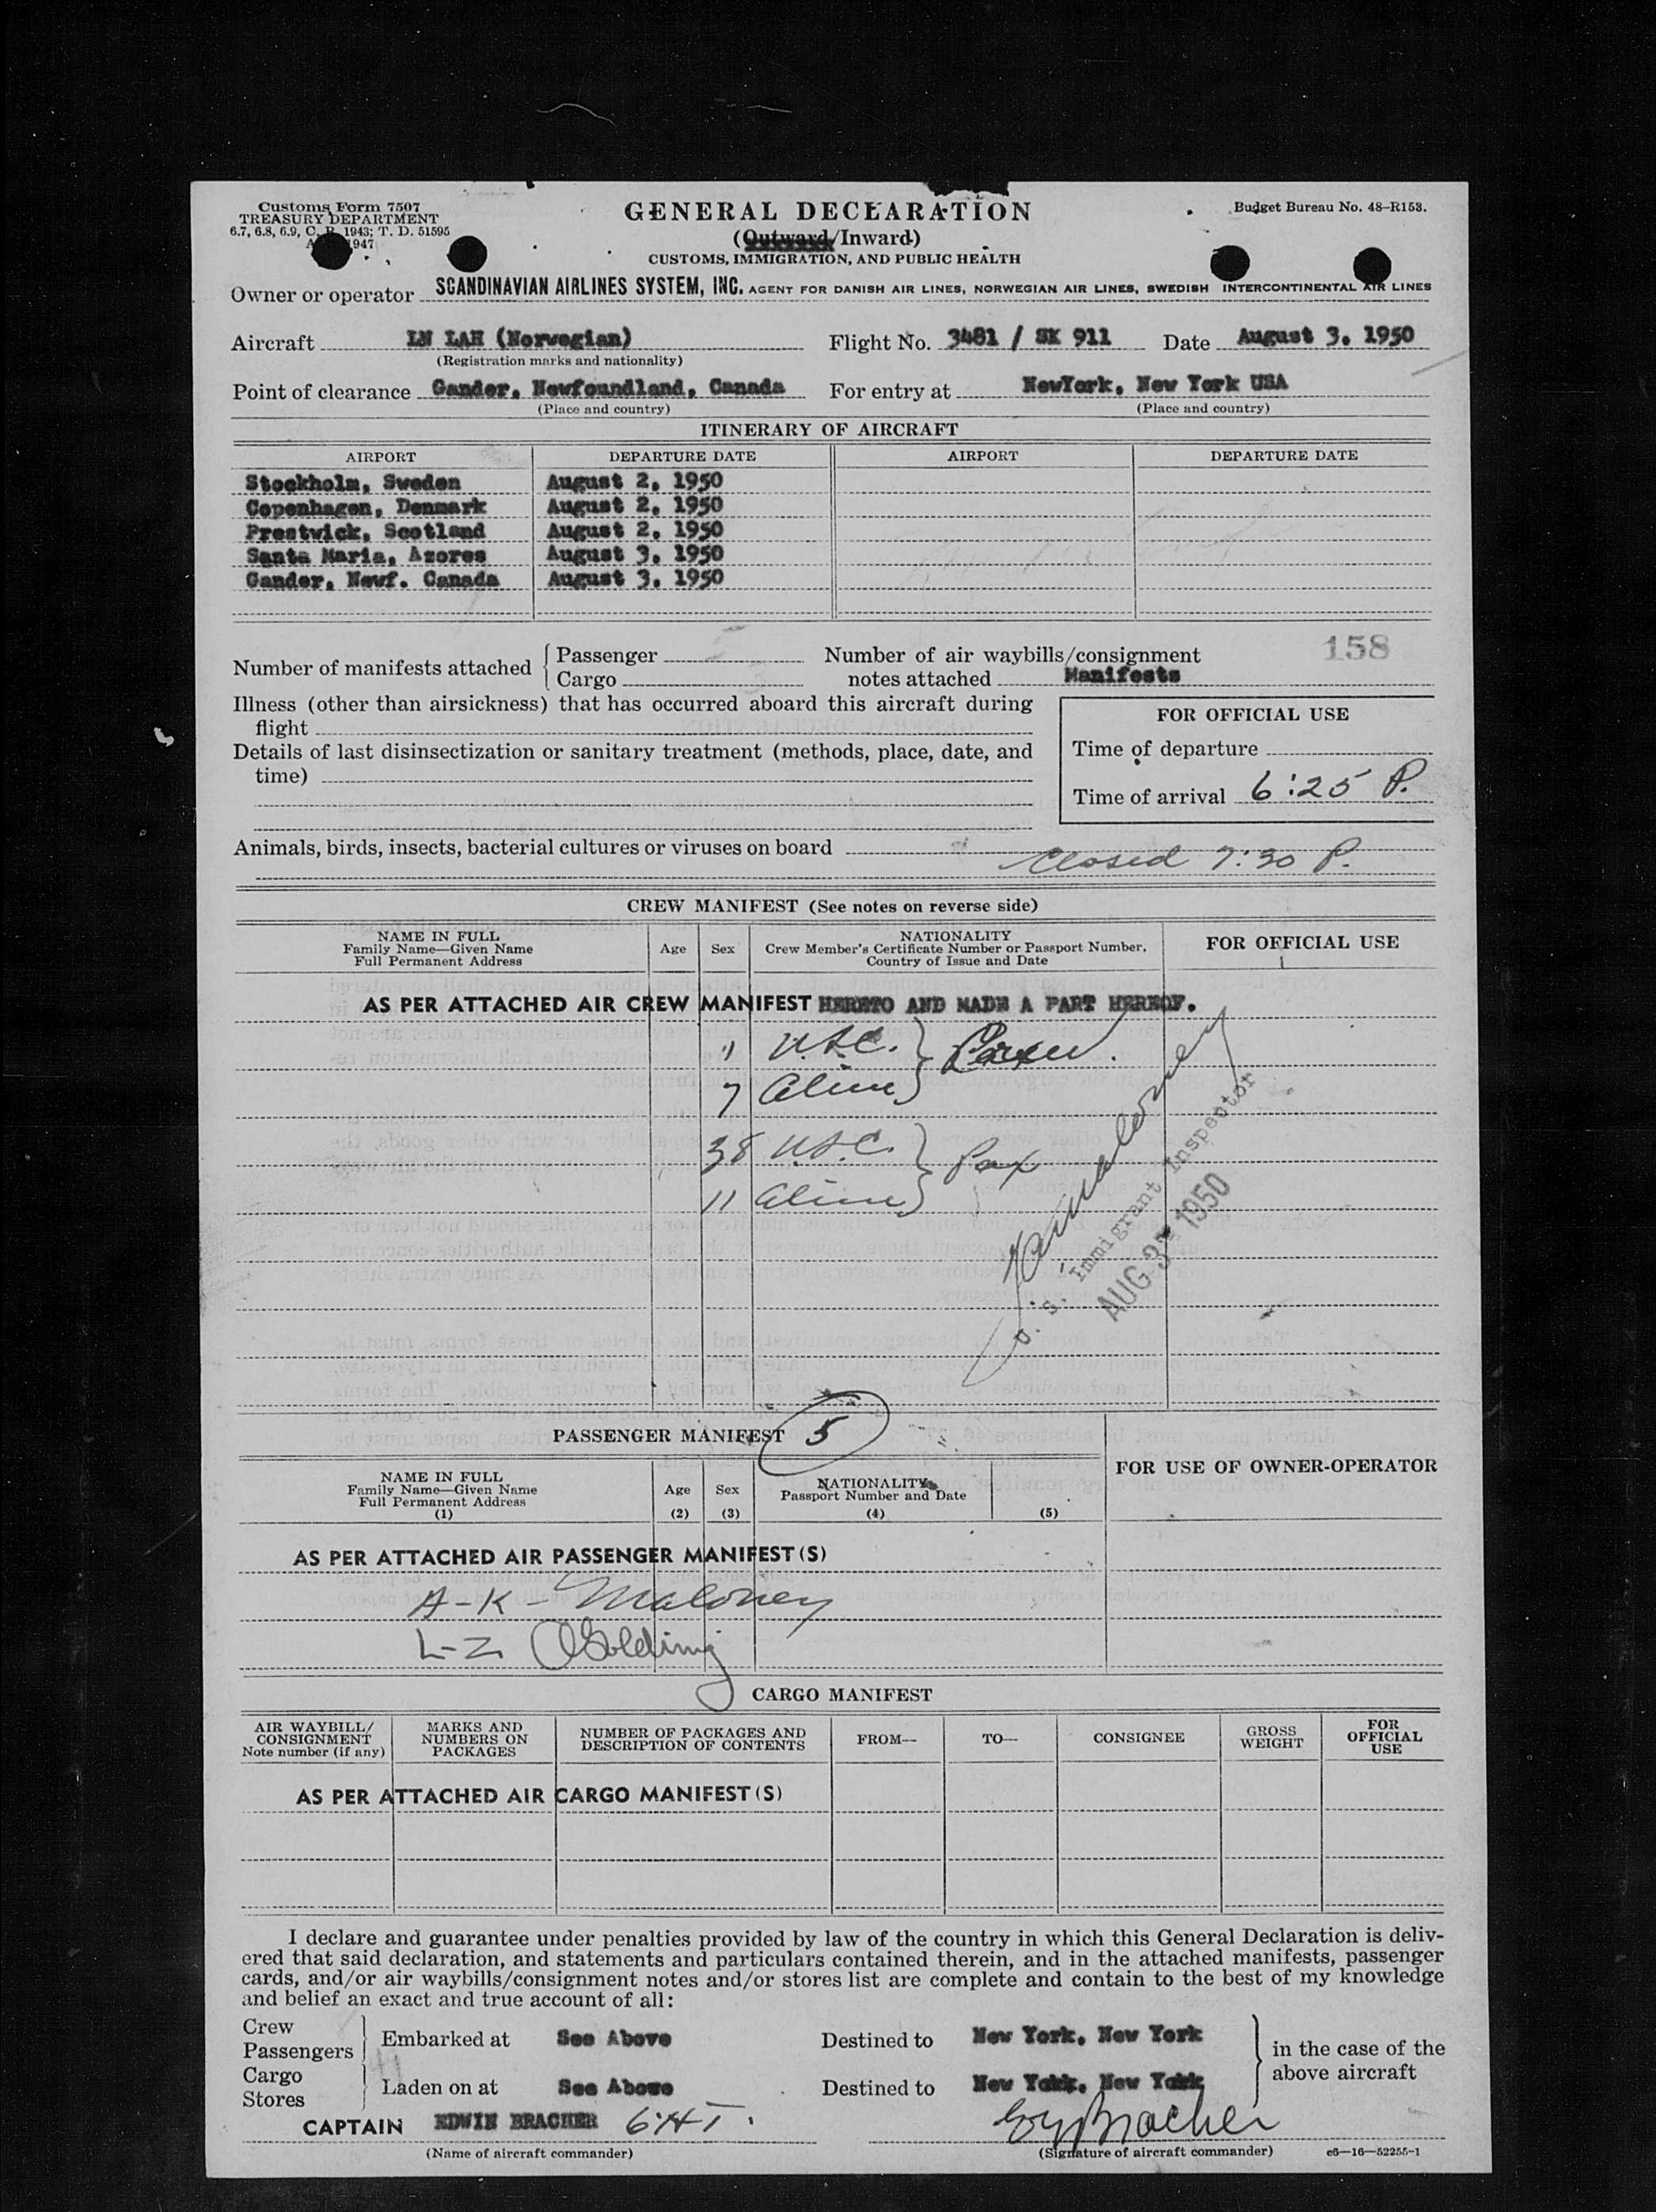 Customs Form 7507
TREASURY DEPARTMENT
6.7, 6.8, 6.9, C. R. 1943; T. D. 51595
1947
GENERAL DECLARATION
(Outward/Inward)
CUSTOMS, IMMIGRATION, AND PUBLIC HEALTH
Budget Bureau No. 48–R153.
Owner or operator SCANDINAVIAN AIRLINES SYSTEM, INC. AGENT FOR DANISH AIR LINES, NORWEGIAN AIR LINES, SWEDISH INTERCONTINENTAL AIR LINES
Aircraft LN LAH (Norwegian) Flight No. 3481 / SK 911 Date August 3, 1950
(Registration marks and nationality)
Point of clearance Gander, Newfoundland, Canada For entry at NewYork, New York USA
(Place and country) (Place and country)
ITINERARY OF AIRCRAFT
AIRPORT DEPARTURE DATE AIRPORT DEPARTURE DATE
Stockholm, Sweden August 2, 1950
Copenhagen, Denmark August 2, 1950
Prestwick, Scotland August 2, 1950
Santa Maria, Azores August 3, 1950
Gander, Newf. Canada August 3, 1950
158
Number of manifests attached Passenger Number of air waybills/consignment
Cargo notes attached Manifests
Illness (other than airsickness) that has occurred aboard this aircraft during
flight
Details of last disinsectization or sanitary treatment (methods, place, date, and
time)
FOR OFFICIAL USE
Time of departure
Time of arrival 6:25 P.
Animals, birds, insects, bacterial cultures or viruses on board
Closed 7:30 P.
CREW MANIFEST (See notes on reverse side)
NAME IN FULL
Family Name—Given Name
Full Permanent Address
Age
Sex
NATIONALITY
Crew Member's Certificate Number or Passport Number,
Country of Issue and Date
FOR OFFICIAL USE
AS PER ATTACHED AIR CREW MANIFEST HERETO AND MADE A PART HEREOF.
11 U.S.C. Crew.
7 Aliens
38 U.S.C. Pax
11 Aliens
U. S. Immigrant Inspector
AUG 3 1950
PASSENGER MANIFEST 5
NAME IN FULL
Family Name—Given Name
Full Permanent Address
(1)
Age
(2)
Sex
(3)
NATIONALITY
Passport Number and Date
(4)
(5)
FOR USE OF OWNER-OPERATOR
AS PER ATTACHED AIR PASSENGER MANIFEST(S)
A-K- Maloney
L-Z Golding
CARGO MANIFEST
AIR WAYBILL/
CONSIGNMENT
Note number (if any)
MARKS AND
NUMBERS ON
PACKAGES
NUMBER OF PACKAGES AND
DESCRIPTION OF CONTENTS
FROM—
TO—
CONSIGNEE
GROSS
WEIGHT
FOR
OFFICIAL
USE
AS PER ATTACHED AIR CARGO MANIFEST(S)
I declare and guarantee under penalties provided by law of the country in which this General Declaration is deliv-
ered that said declaration, and statements and particulars contained therein, and in the attached manifests, passenger
cards, and/or air waybills/consignment notes and/or stores list are complete and contain to the best of my knowledge
and belief an exact and true account of all:
Crew
Passengers Embarked at See Above Destined to New York, New York
in the case of the
above aircraft
Cargo
Stores Laden on at See Above Destined to New York, New York
CAPTAIN EDWIN BRACHER Bracher
(Name of aircraft commander) (Signature of aircraft commander) c6—16—52255-1